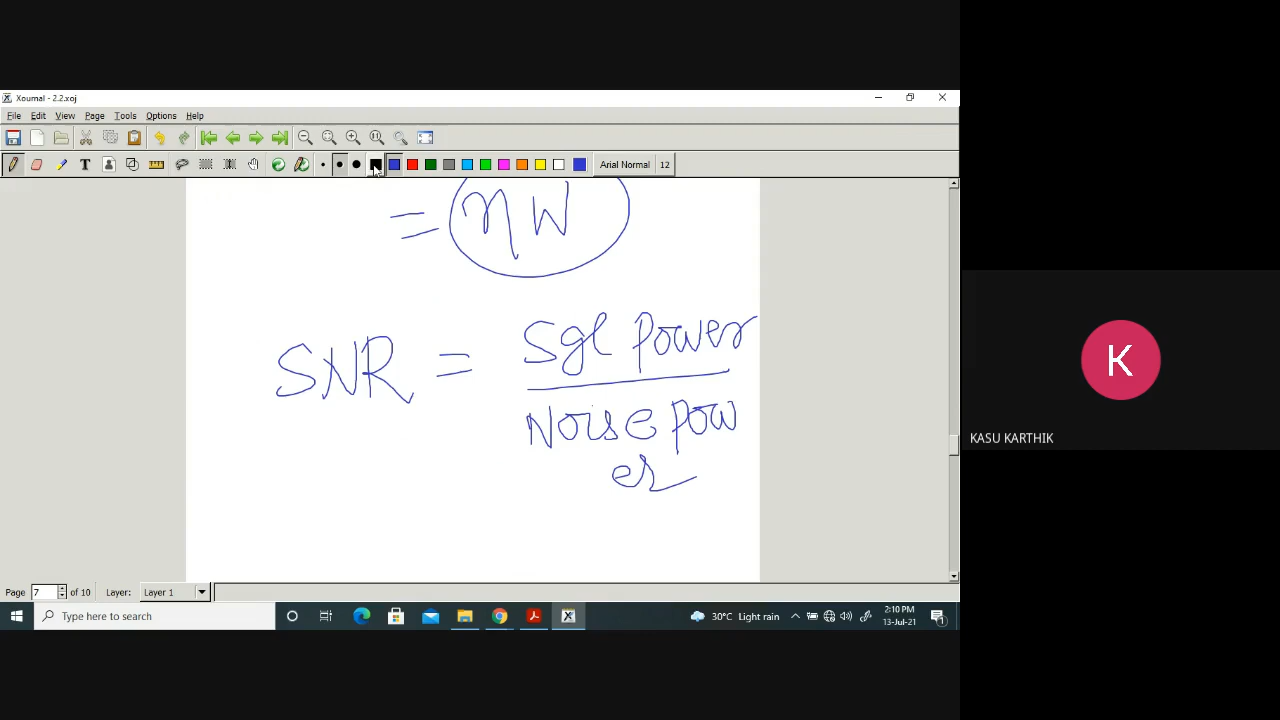 Xournal - 2.2.xoj
File Edit View Page Tools Options Help
T Arial Normal 12
= ηW
SNR = Sgl Power
Noise Pow
er
K
KASU KARTHIK
Page 7 of 10 Layer: Layer 1
Type here to search
30°C Light rain
2:10 PM
13-Jul-21
1